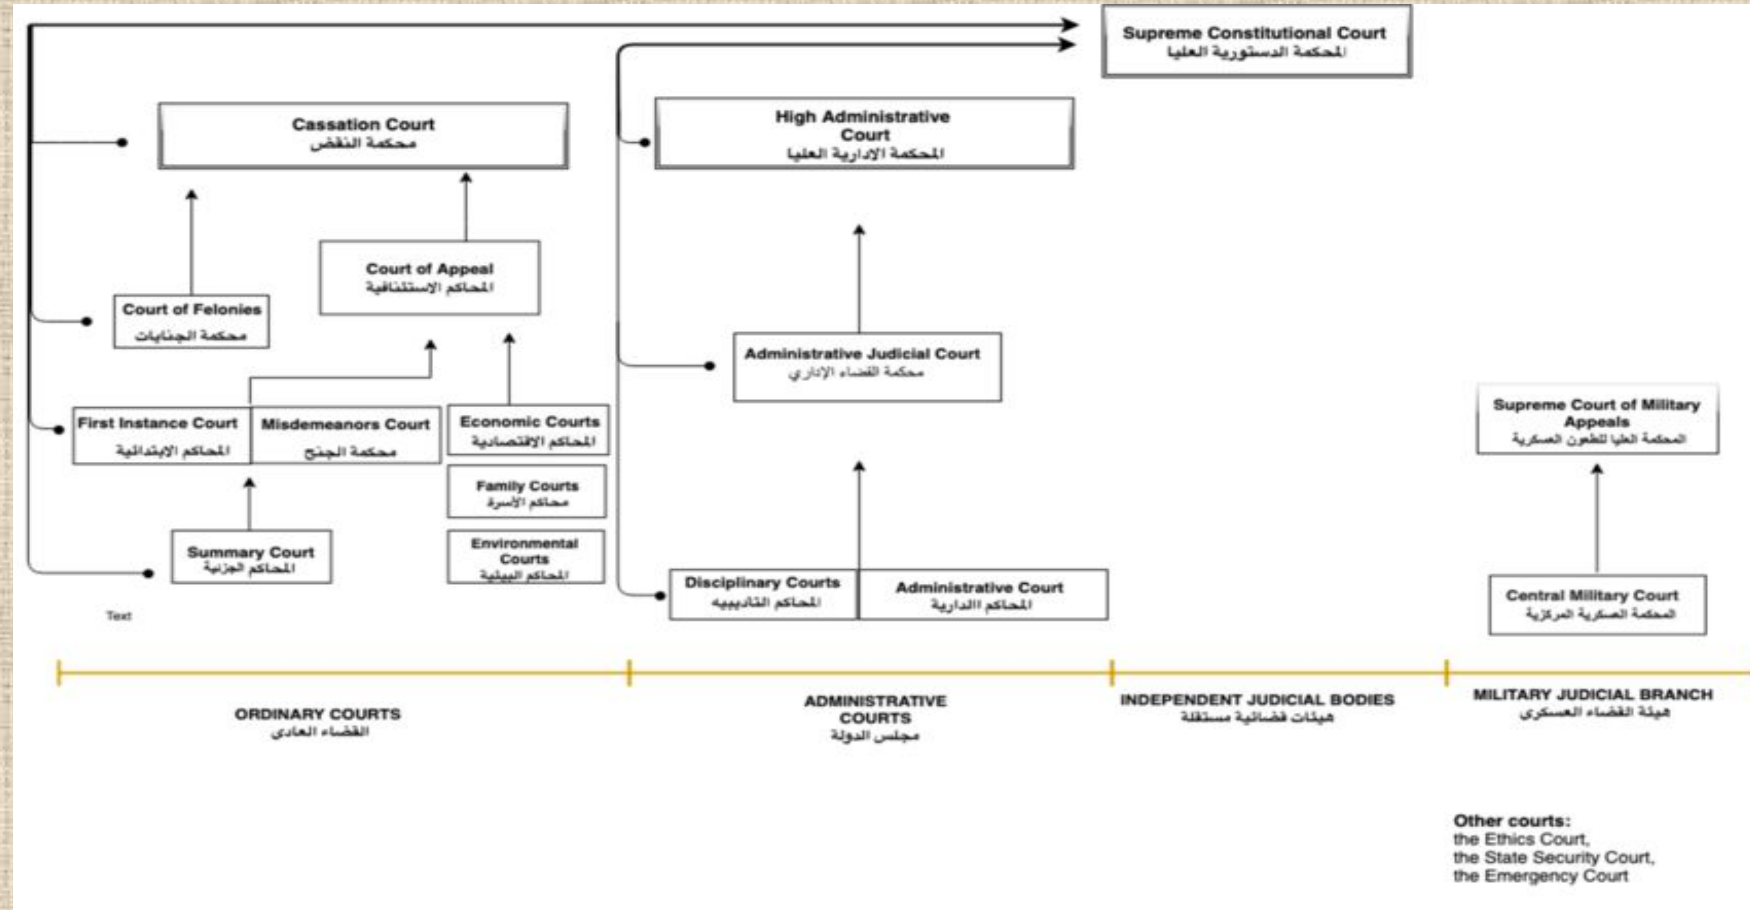 Supreme Constitutional Court
المحكمة الدستورية العليا
Cassation Court
محكمة النقض
High Administrative
Court
المحكمة الإدارية العليا
Court of Appeal
المحاكم الاستئنافية
Court of Felonies
محكمة الجنايات
Administrative Judicial Court
محكمة القضاء الإداري
First Instance Court
المحاكم الابتدائية
Misdemeanors Court
محكمة الجنح
Economic Courts
المحاكم الاقتصادية
Family Courts
محاكم الأسرة
Environmental
Courts
المحاكم البيئية
Summary Court
المحاكم الجزئية
Disciplinary Courts
المحاكم التأديبيه
Administrative Court
المحاكم االدارية
Supreme Court of Military
Appeals
المحكمة العليا للطعون العسكرية
Central Military Court
المحكمة العسكرية المركزية
Text
ORDINARY COURTS
القضاء العادى
ADMINISTRATIVE
COURTS
مجلس الدولة
INDEPENDENT JUDICIAL BODIES
هيئات قضائية مستقلة
MILITARY JUDICIAL BRANCH
هيئة القضاء العسكرى
Other courts:
the Ethics Court,
the State Security Court,
the Emergency Court